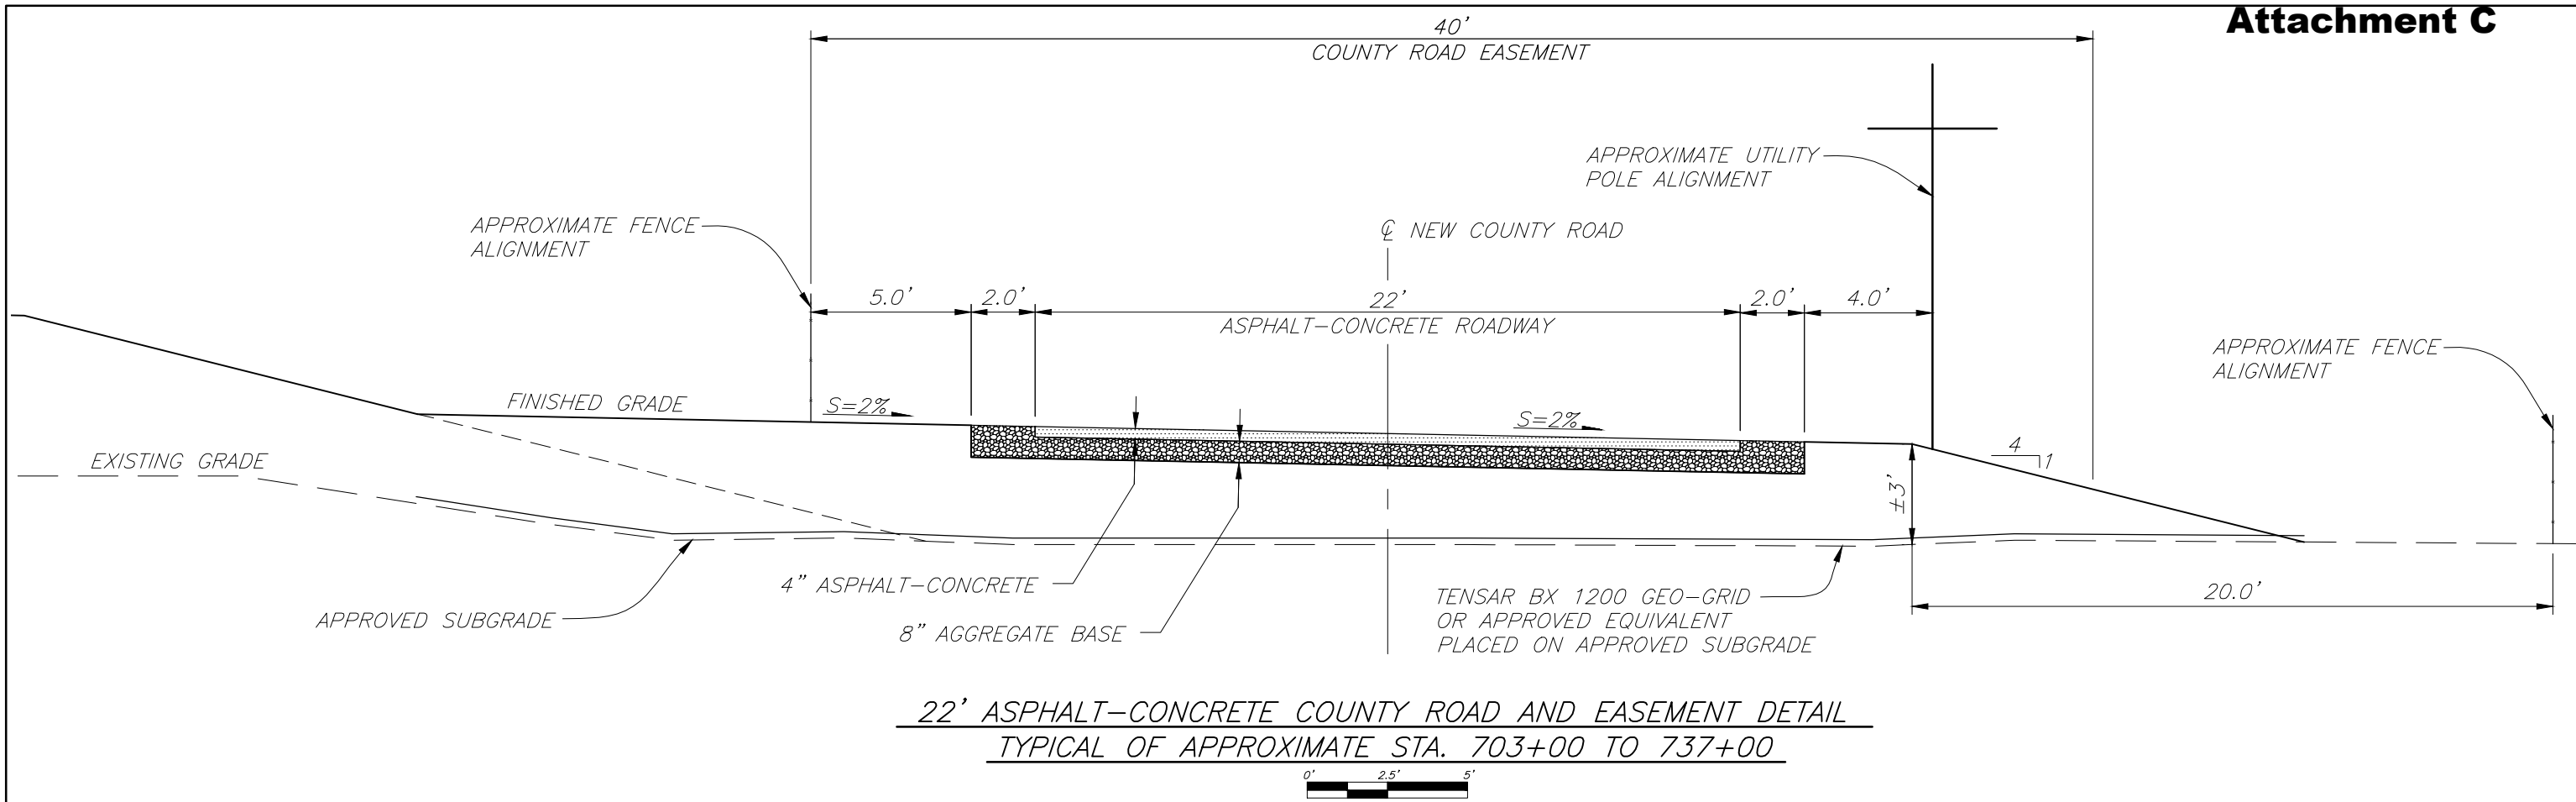 Attachment C
40'
COUNTY ROAD EASEMENT
APPROXIMATE UTILITY
POLE ALIGNMENT
APPROXIMATE FENCE
ALIGNMENT
℄ NEW COUNTY ROAD
5.0'
2.0'
22'
2.0'
4.0'
ASPHALT-CONCRETE ROADWAY
APPROXIMATE FENCE
ALIGNMENT
FINISHED GRADE
S=2%
S=2%
4
1
EXISTING GRADE
±3'
4" ASPHALT-CONCRETE
8" AGGREGATE BASE
APPROVED SUBGRADE
TENSAR BX 1200 GEO-GRID
OR APPROVED EQUIVALENT
PLACED ON APPROVED SUBGRADE
20.0'
22' ASPHALT-CONCRETE COUNTY ROAD AND EASEMENT DETAIL
TYPICAL OF APPROXIMATE STA. 703+00 TO 737+00
0' 2.5' 5'